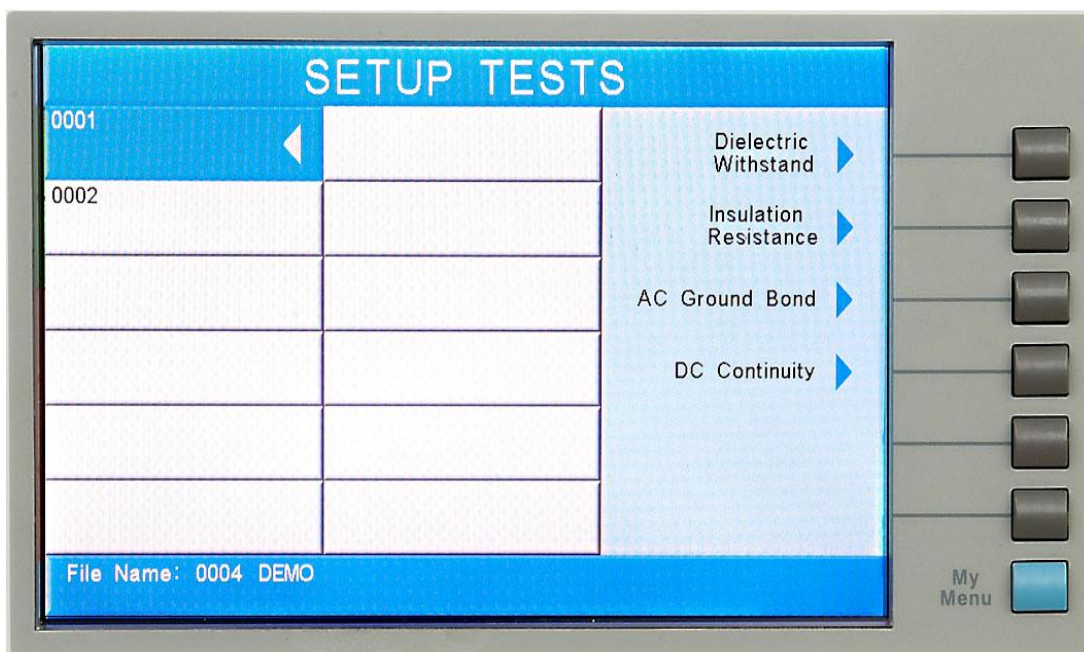 SETUP TESTS
0001
0002
Dielectric
Withstand
Insulation
Resistance
AC Ground Bond
DC Continuity
File Name: 0004 DEMO
My
Menu